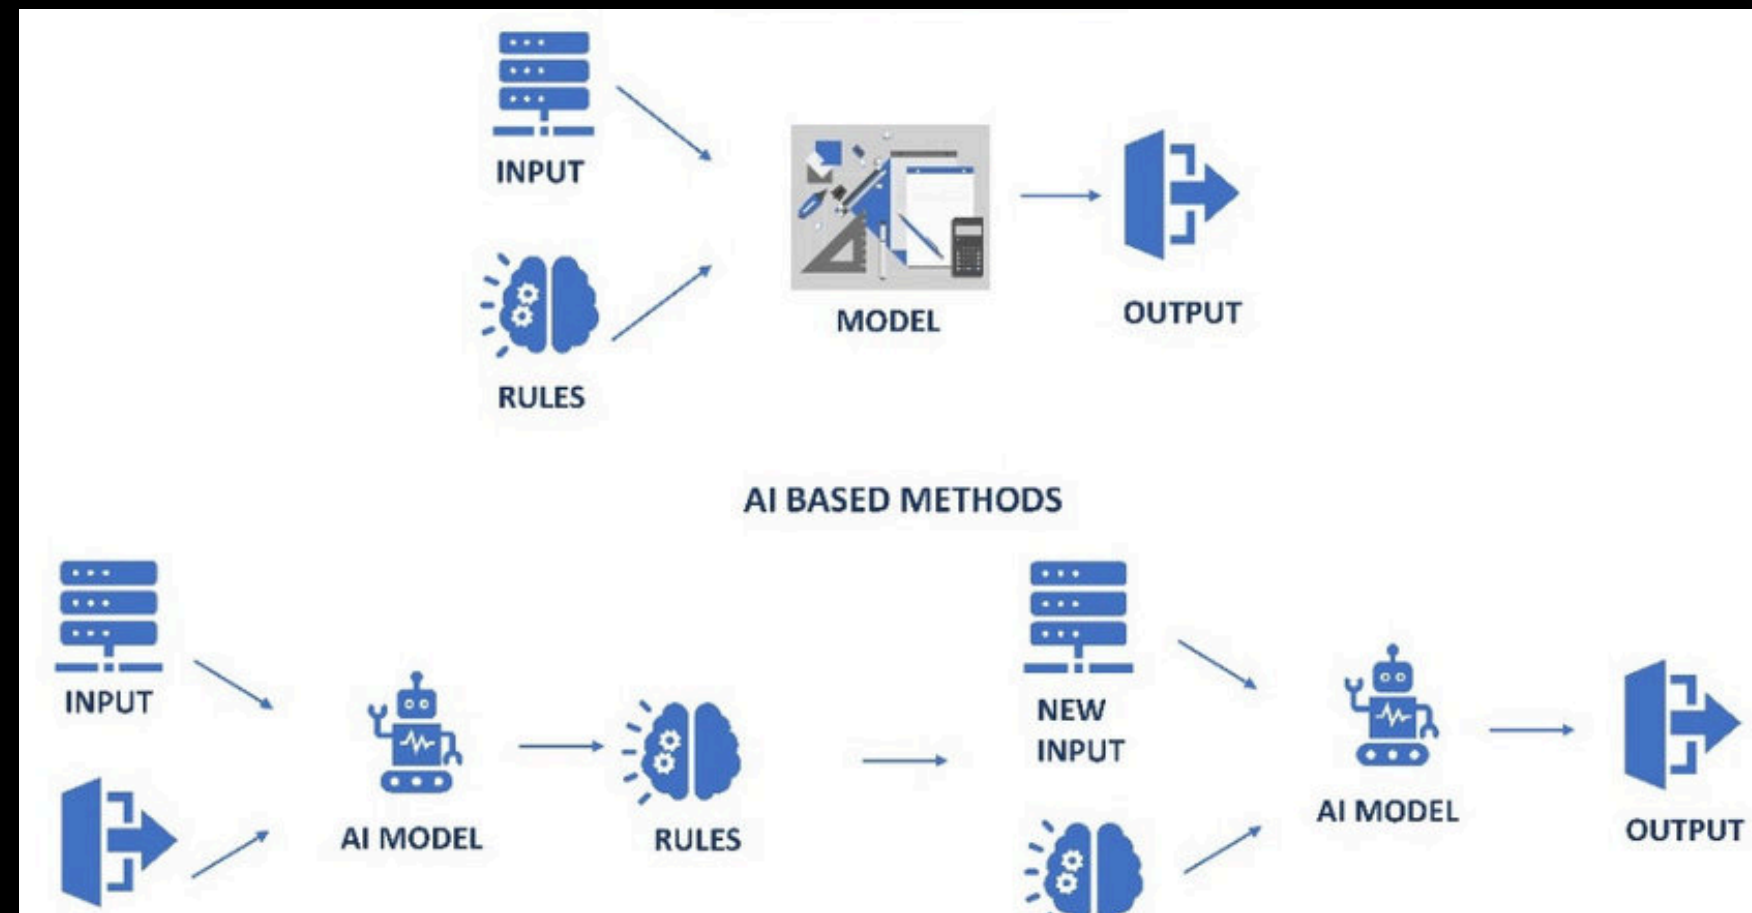 INPUT
RULES
MODEL
OUTPUT
AI BASED METHODS
INPUT
AI MODEL
RULES
NEW
INPUT
AI MODEL
OUTPUT